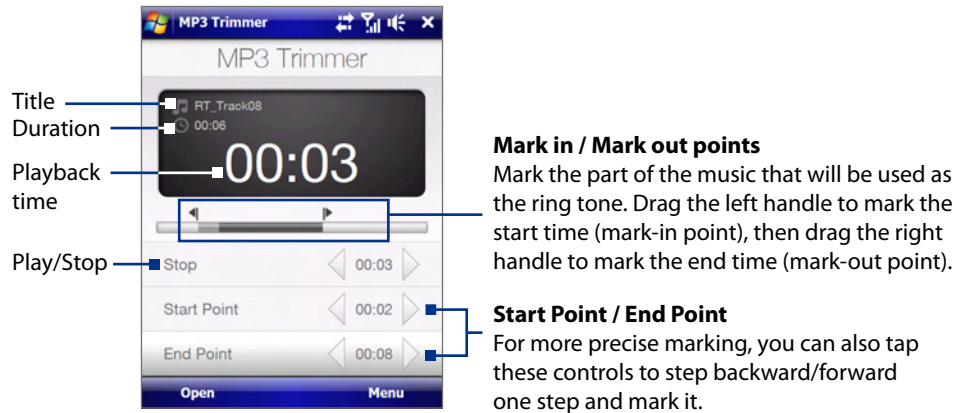 MP3 Trimmer
MP3 Trimmer
Title
RT_Track08
Duration
00:06
Playback
time
00:03
Play/Stop
Stop
00:03
Start Point
00:02
End Point
00:08
Open
Menu
Mark in / Mark out points
Mark the part of the music that will be used as
the ring tone. Drag the left handle to mark the
start time (mark-in point), then drag the right
handle to mark the end time (mark-out point).
Start Point / End Point
For more precise marking, you can also tap
these controls to step backward/forward
one step and mark it.